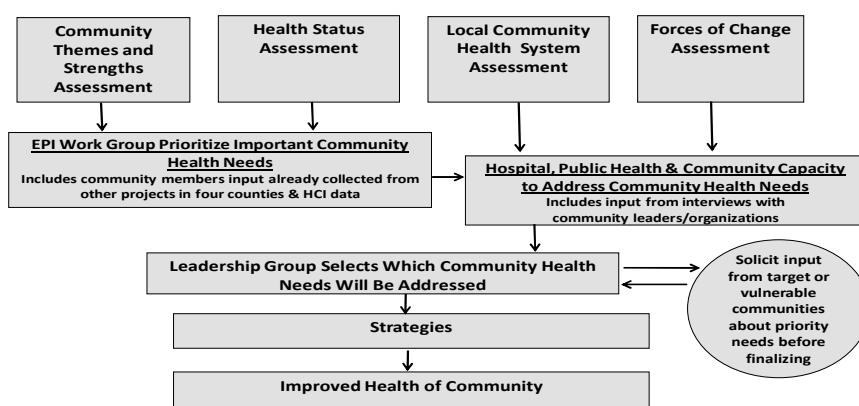 Community
Themes and
Strengths
Assessment
Health Status
Assessment
Local Community
Health System
Assessment
Forces of Change
Assessment
EPI Work Group Prioritize Important Community
Health Needs
Includes community members input already collected from
other projects in four counties & HCI data
Hospital, Public Health & Community Capacity
to Address Community Health Needs
Includes input from interviews with
community leaders/organizations
Leadership Group Selects Which Community Health
Needs Will Be Addressed
Solicit input
from target or
vulnerable
communities
about priority
needs before
finalizing
Strategies
Improved Health of Community